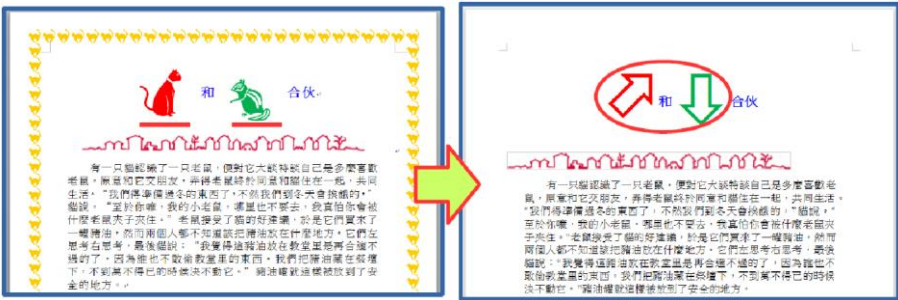 和 合伙
有一只貓認識了一只老鼠，便對它大談特談自己是多麼喜歡
老鼠，原意和它交朋友，弄得老鼠終於同意和貓住在一起，共同
生活。"我們得準備過冬的東西了，不然我們到冬天會挨餓的，"
貓說，"至於你嘛，我的小老鼠，哪里也不要去，我真怕你會被
什麼老鼠夾子夾住。" 老鼠接受了貓的好建議，於是它們買來了
一罐豬油，然而兩個人都不知道該把豬油放在什麼地方。它們左
思考右思考，最後貓說："我覺得這豬油放在教堂里是再合適不
過的了，因為誰也不敢偷教堂里的東西。我們把豬油藏在祭壇
下，不到萬不得已的時候決不動它。" 豬油罐就這樣被放到了安
全的地方。
和 合伙
有一只貓認識了一只老鼠，便對它大談特談自己是多麼喜歡老
鼠，原意和它交朋友，弄得老鼠終於同意和貓住在一起，共同生活。
"我們得準備過冬的東西了，不然我們到冬天會挨餓的，"貓說，"
至於你嘛，我的小老鼠，哪里也不要去，我真怕你會被什麼老鼠夾
子夾住。"老鼠接受了貓的好建議，於是它們買來了一罐豬油，然而
兩個人都不知道該把豬油放在什麼地方。它們左思考右思考，最後
貓說："我覺得這豬油放在教堂里是再合適不過的了，因為誰也不
敢偷教堂里的東西。我們把豬油藏在祭壇下，不到萬不得已的時候
決不動它。"豬油罐就這樣被放到了安全的地方。